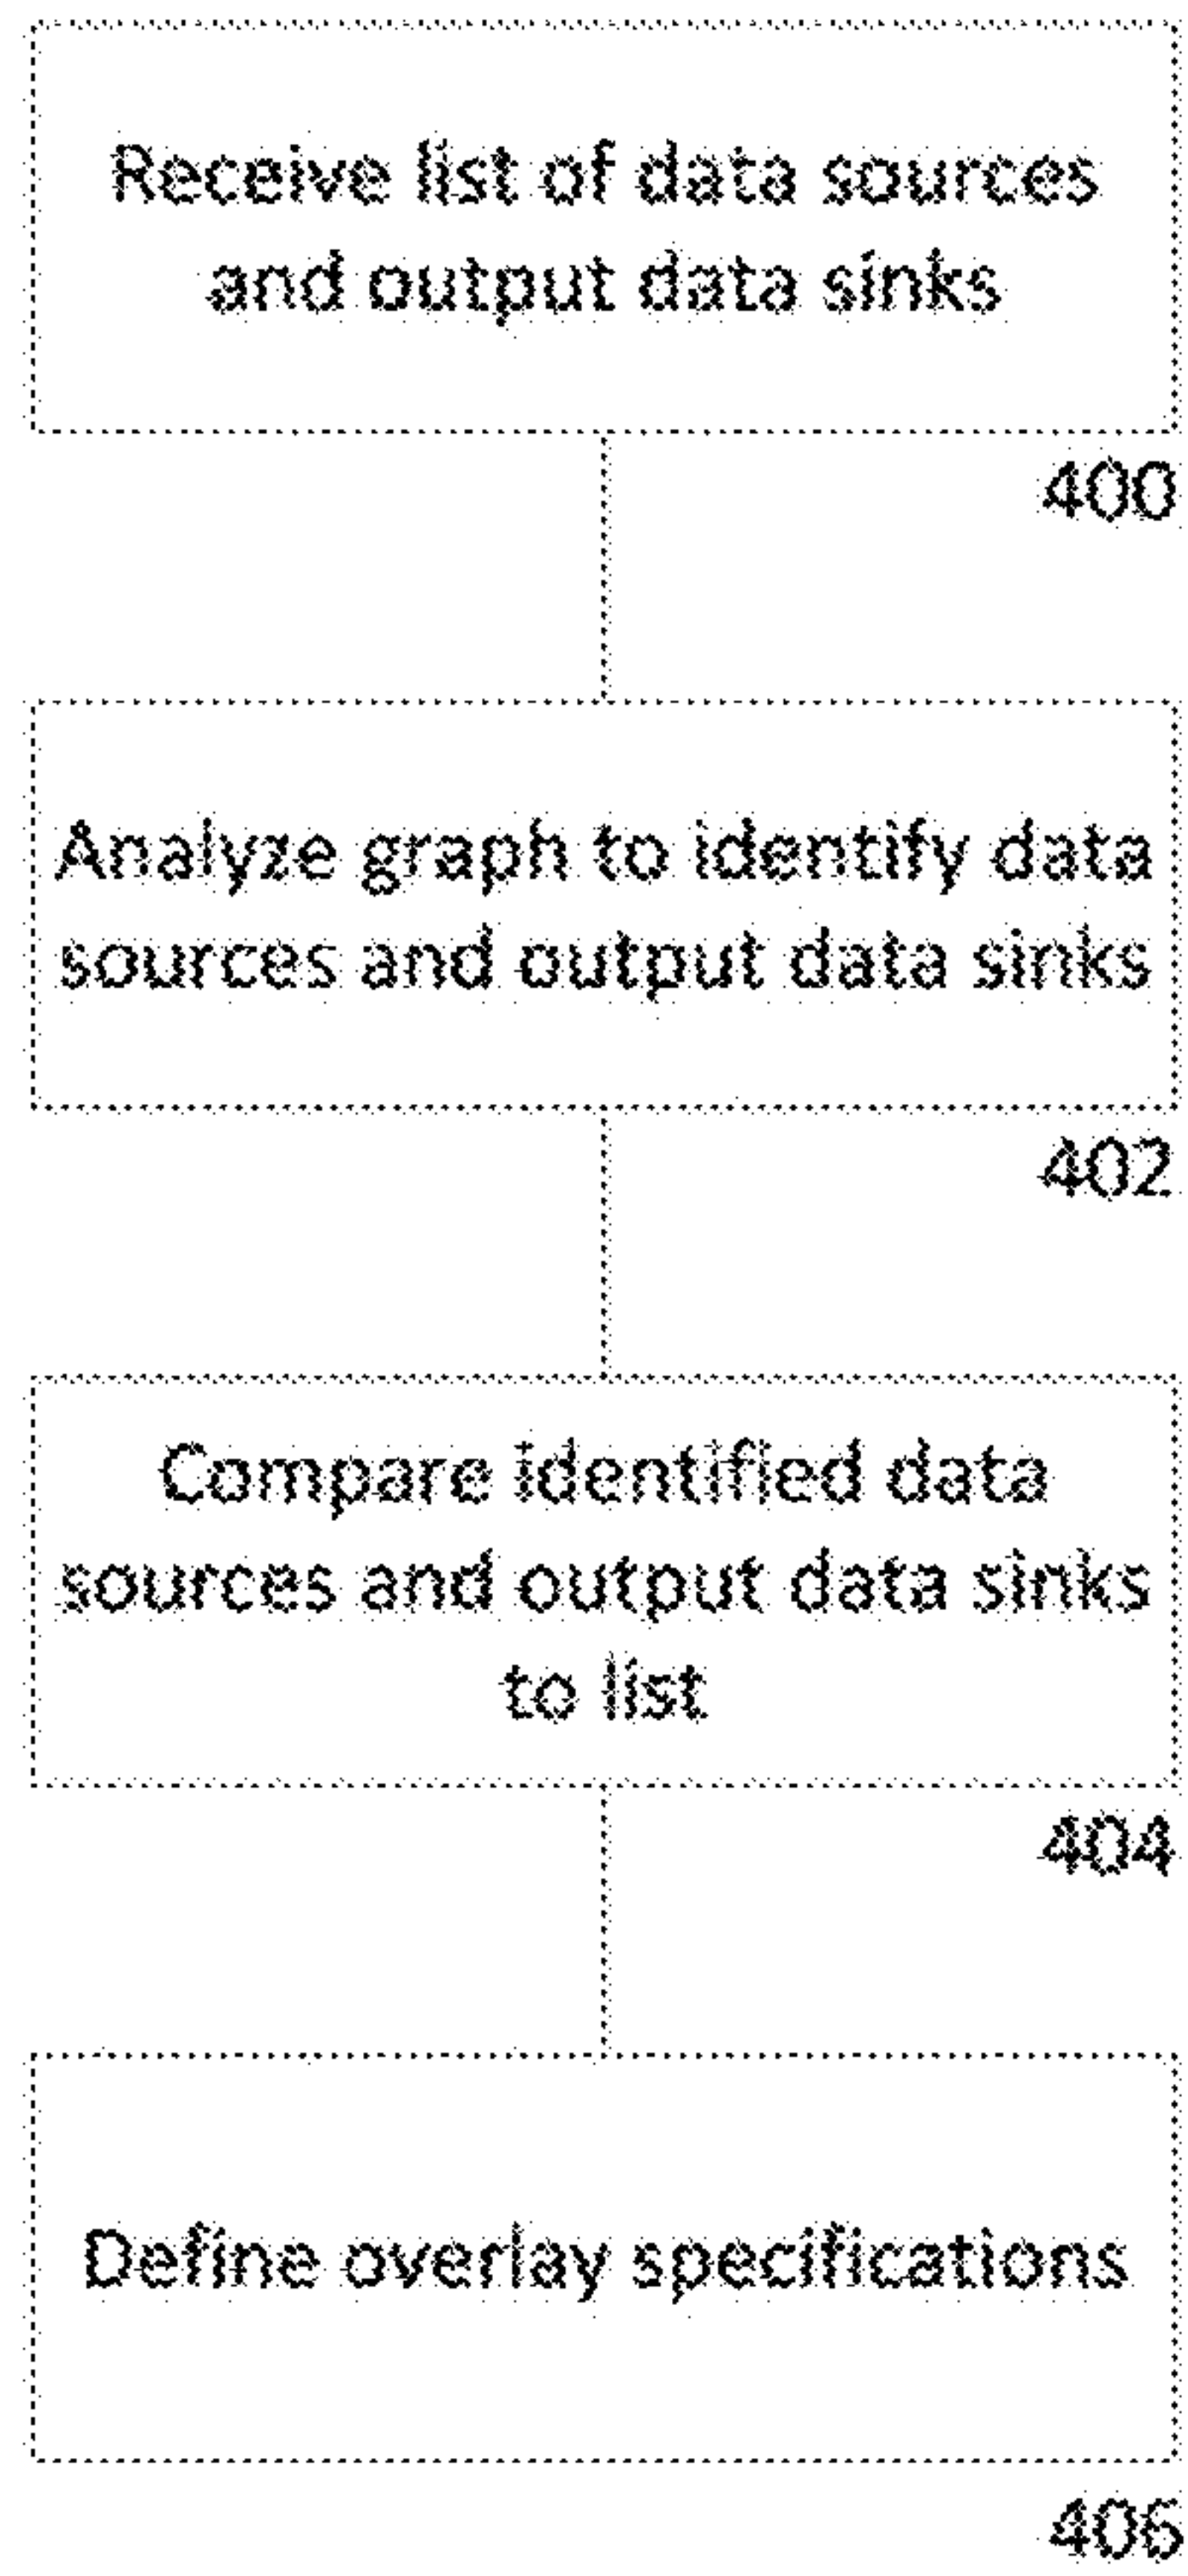 Receive list of data sources
and output data sinks
400
Analyze graph to identify data
sources and output data sinks
402
Compare identified data
sources and output data sinks
to list
404
Define overlay specifications
406